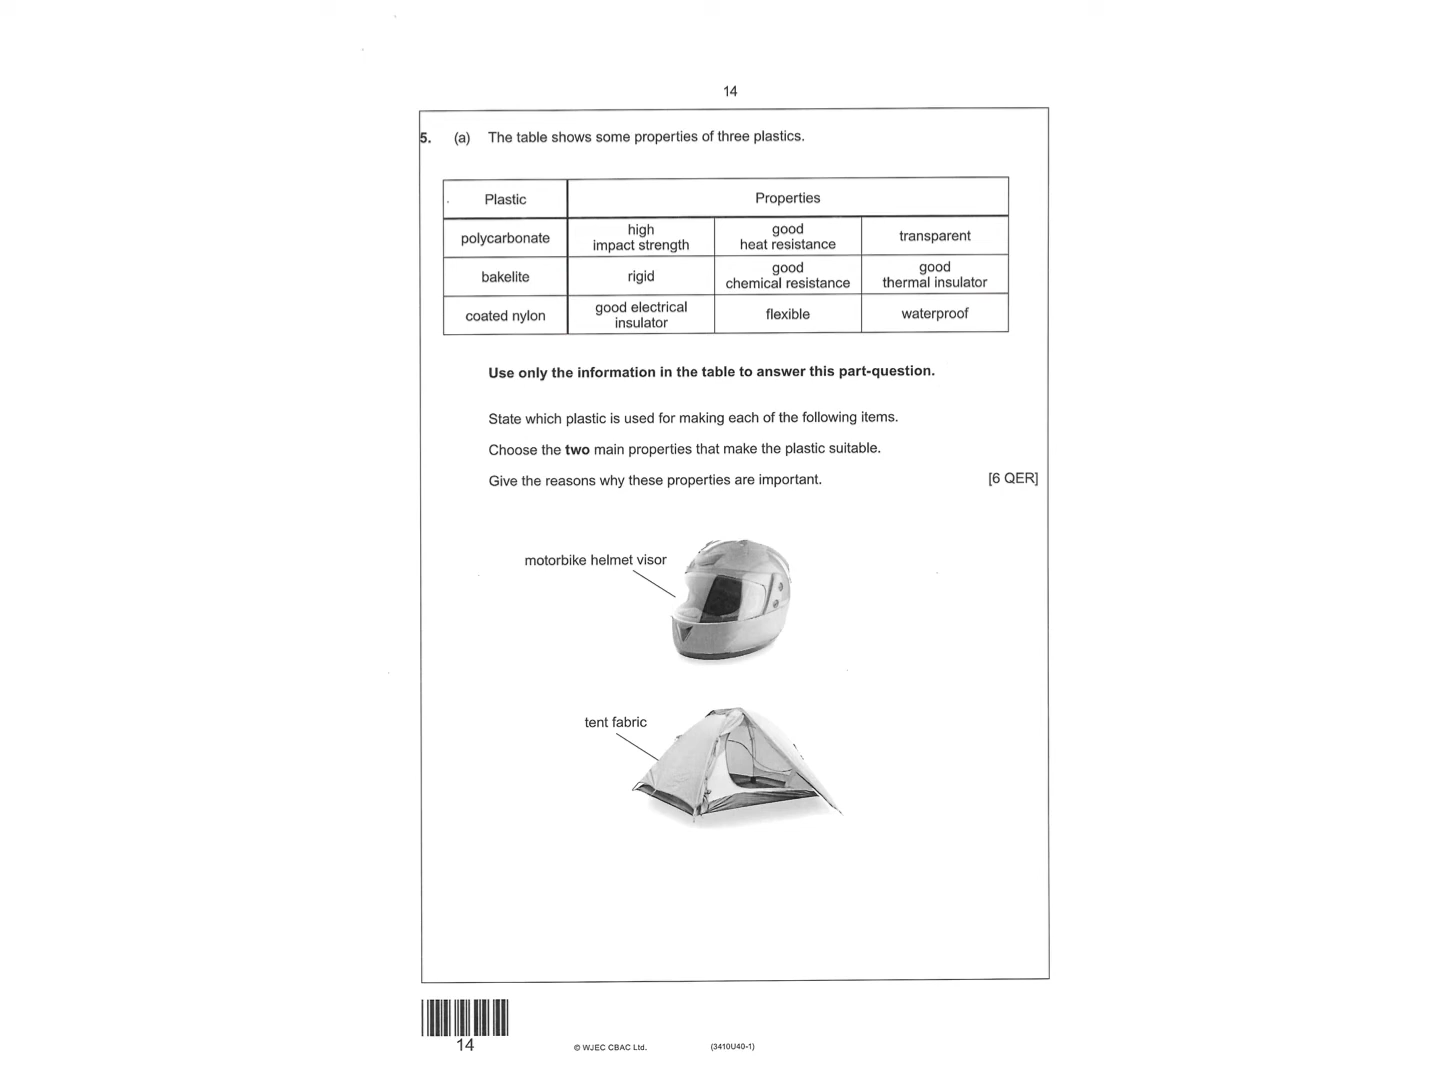 14
5. (a) The table shows some properties of three plastics.
Plastic Properties
polycarbonate high impact strength good heat resistance transparent
bakelite rigid good chemical resistance good thermal insulator
coated nylon good electrical insulator flexible waterproof
Use only the information in the table to answer this part-question.
State which plastic is used for making each of the following items.
Choose the two main properties that make the plastic suitable.
Give the reasons why these properties are important. [6 QER]
motorbike helmet visor
tent fabric
14
© WJEC CBAC Ltd. (3410U40-1)